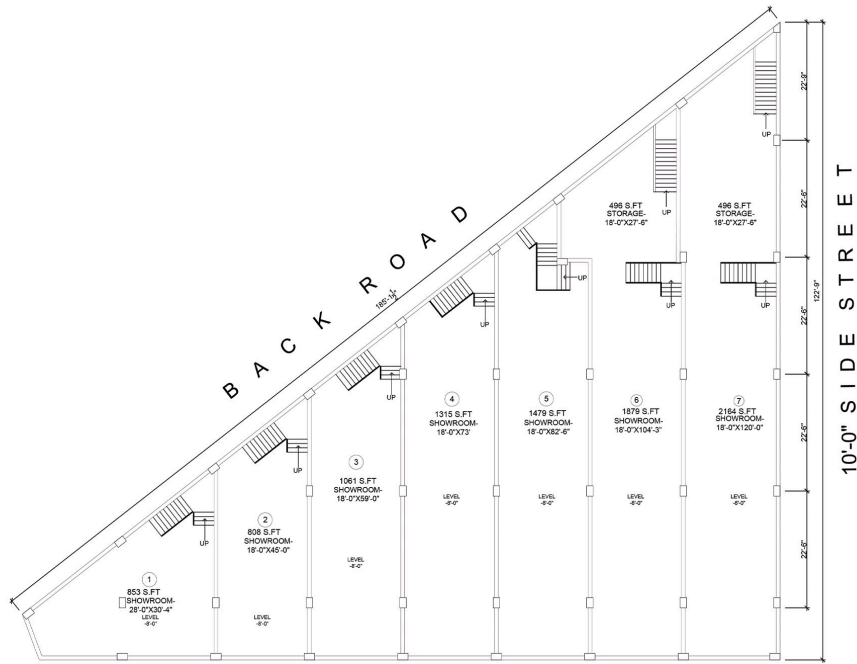 BACK ROAD
185'-1½"
10'-0" SIDE STREET
122'-9"
22'-9"
22'-6"
22'-6"
22'-6"
22'-6"
1
853 S.FT
SHOWROOM-
28'-0"X30'-4"
LEVEL
-8'-0"
UP
2
808 S.FT
SHOWROOM-
18'-0"X45'-0"
LEVEL
-8'-0"
UP
3
1061 S.FT
SHOWROOM-
18'-0"X59'-0"
LEVEL
-8'-0"
UP
4
1315 S.FT
SHOWROOM-
18'-0"X73'
LEVEL
-8'-0"
UP
5
1479 S.FT
SHOWROOM-
18'-0"X82'-6"
LEVEL
-8'-0"
UP
496 S.FT
STORAGE-
18'-0"X27'-6"
UP
UP
6
1879 S.FT
SHOWROOM-
18'-0"X104'-3"
LEVEL
-8'-0"
496 S.FT
STORAGE-
18'-0"X27'-6"
UP
UP
7
2164 S.FT
SHOWROOM-
18'-0"X120'-0"
LEVEL
-8'-0"